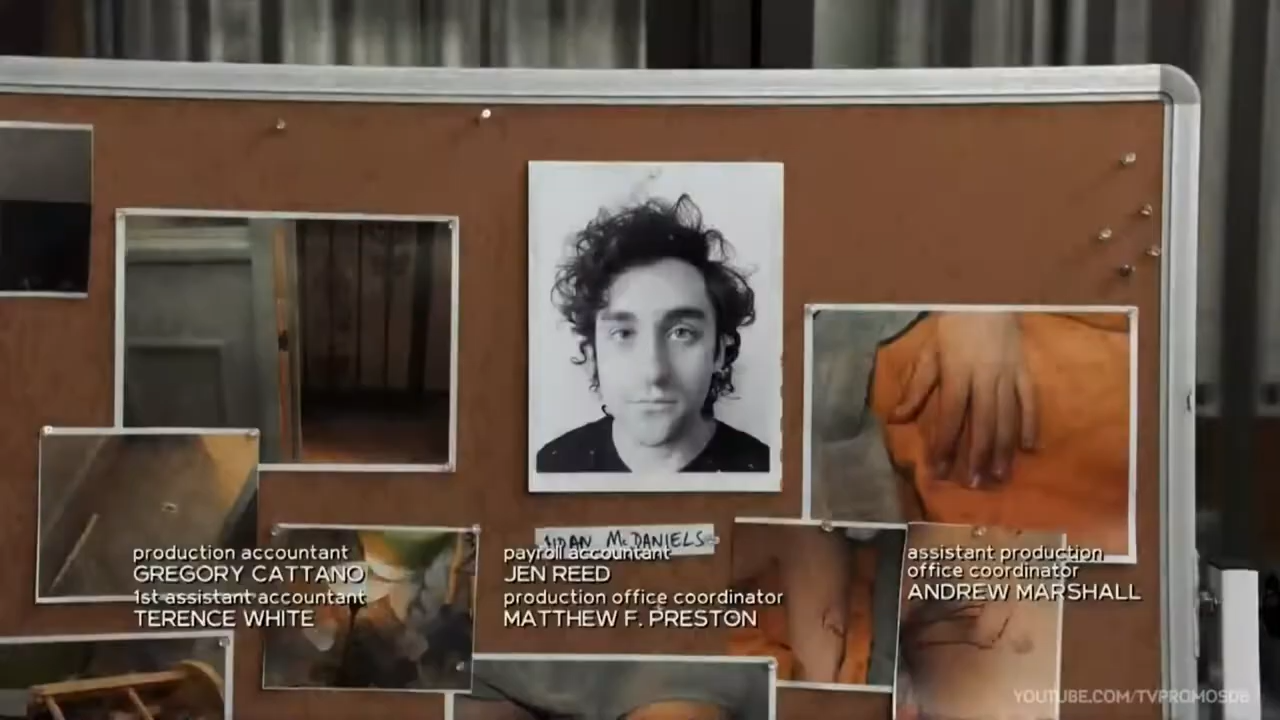 AIDAN McDANIELS
production accountant
GREGORY CATTANO
1st assistant accountant
TERENCE WHITE
payroll accountant
JEN REED
production office coordinator
MATTHEW F. PRESTON
assistant production
office coordinator
ANDREW MARSHALL
YOUTUBE.COM/TVPROMOSDB